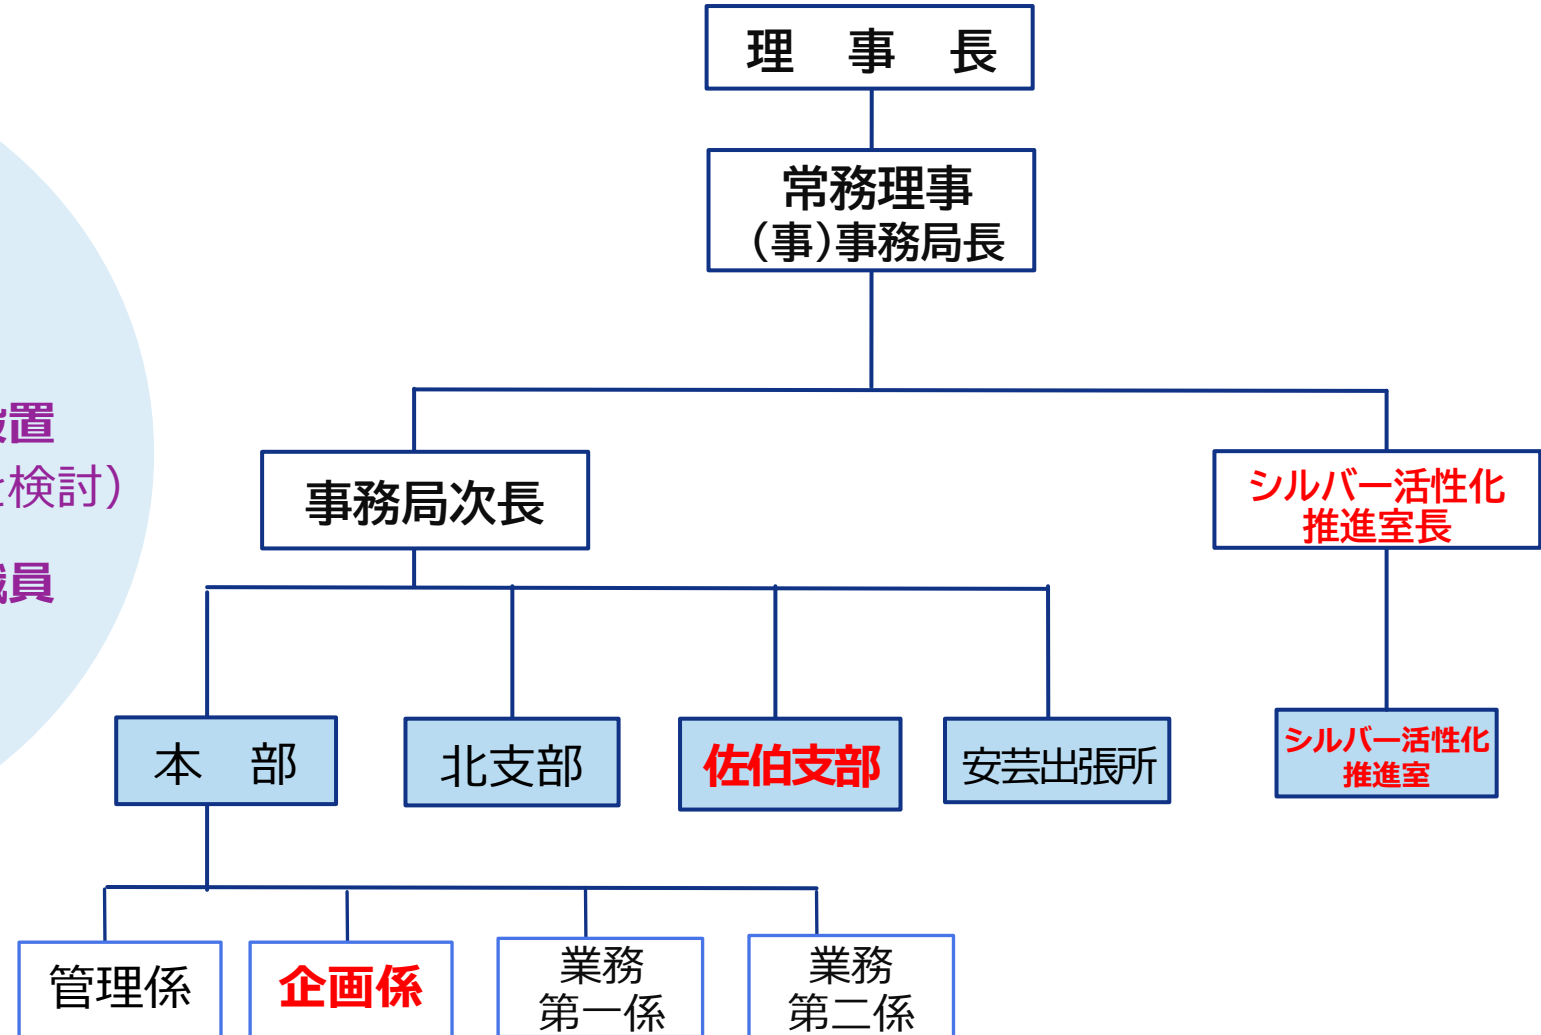 理　事　長
常務理事
（事）事務局長
設置
検討）
職員
事務局次長
シルバー活性化
推進室長
本　部
北支部
佐伯支部
安芸出張所
シルバー活性化
推進室
管理係
企画係
業務
第一係
業務
第二係